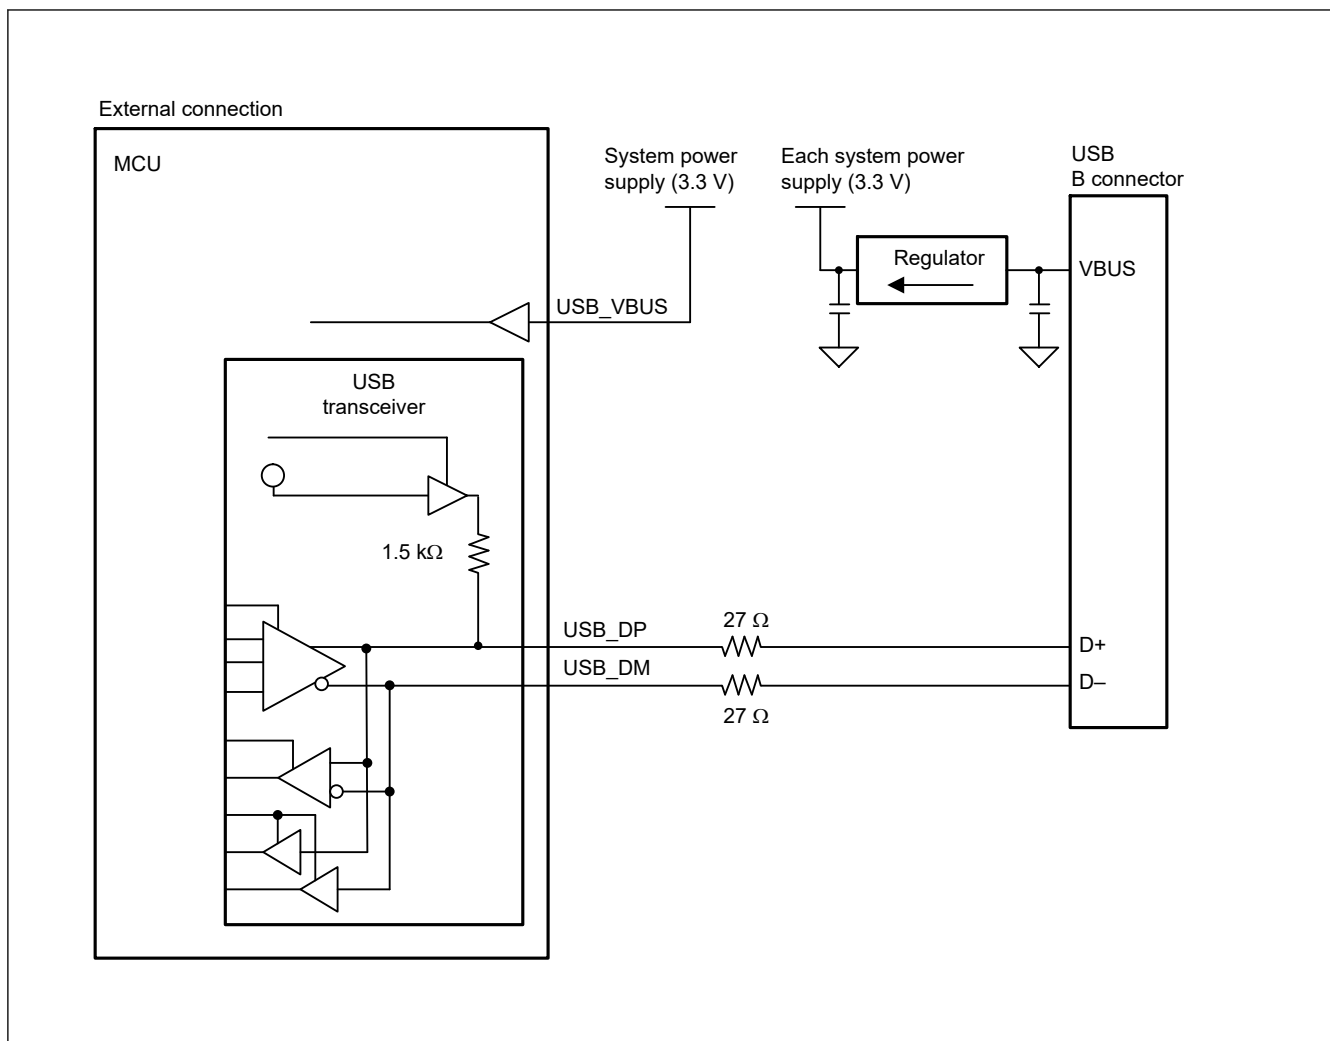 External connection
MCU
System power
supply (3.3 V)
Each system power
supply (3.3 V)
USB
B connector
Regulator
VBUS
USB_VBUS
USB
transceiver
1.5 kΩ
USB_DP
27 Ω
D+
USB_DM
D–
27 Ω